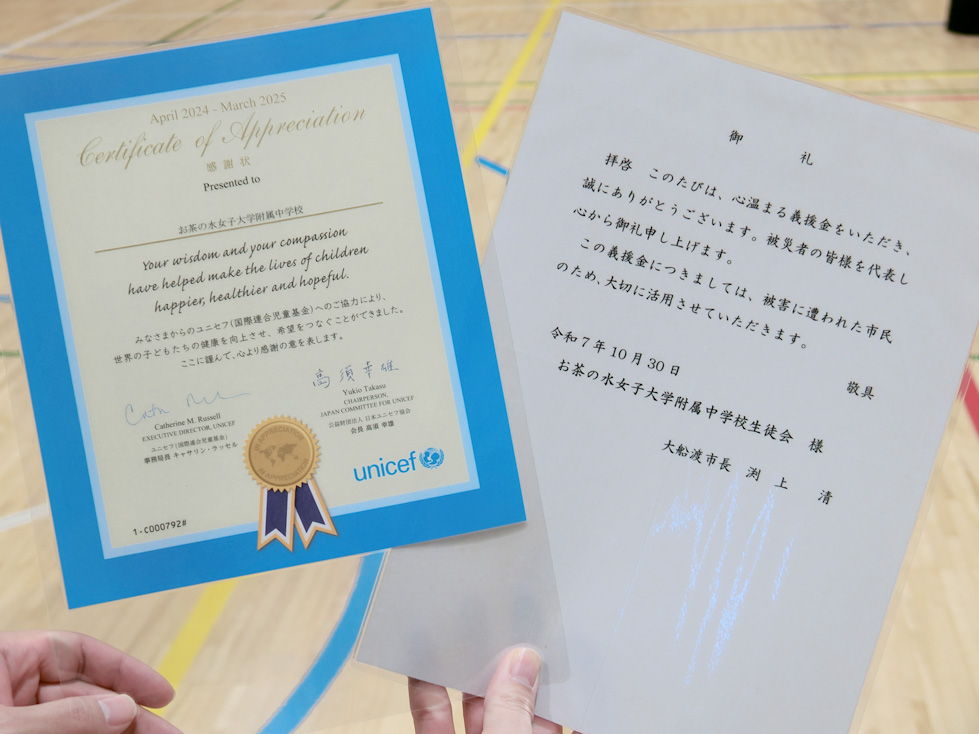 April 2024 - March 2025
Certificate of Appreciation
感謝状
Presented to
お茶の水女子大学附属中学校
Your wisdom and your compassion
have helped make the lives of children
happier, healthier and hopeful.
みなさまからのユニセフ(国際連合児童基金)へのご協力により、
世界の子どもたちの健康を向上させ、希望をつなぐことができました。
ここに謹んで、心より感謝の意を表します。
Catherine M. Russell
EXECUTIVE DIRECTOR, UNICEF
ユニセフ(国際連合児童基金)
事務局長 キャサリン・ラッセル
高須幸雄
Yukio Takasu
CHAIRPERSON,
JAPAN COMMITTEE FOR UNICEF
公益財団法人 日本ユニセフ協会
会長 高須 幸雄
APPRECIATION
unicef
1-C000792#
御 礼
拝啓 このたびは、心温まる義援金をいただき、
誠にありがとうございます。被災者の皆様を代表し
心から御礼申し上げます。
この義援金につきましては、被害に遭われた市民
のため、大切に活用させていただきます。
敬具
令和7年10月30日
お茶の水女子大学附属中学校生徒会 様
大船渡市長 渕上 清